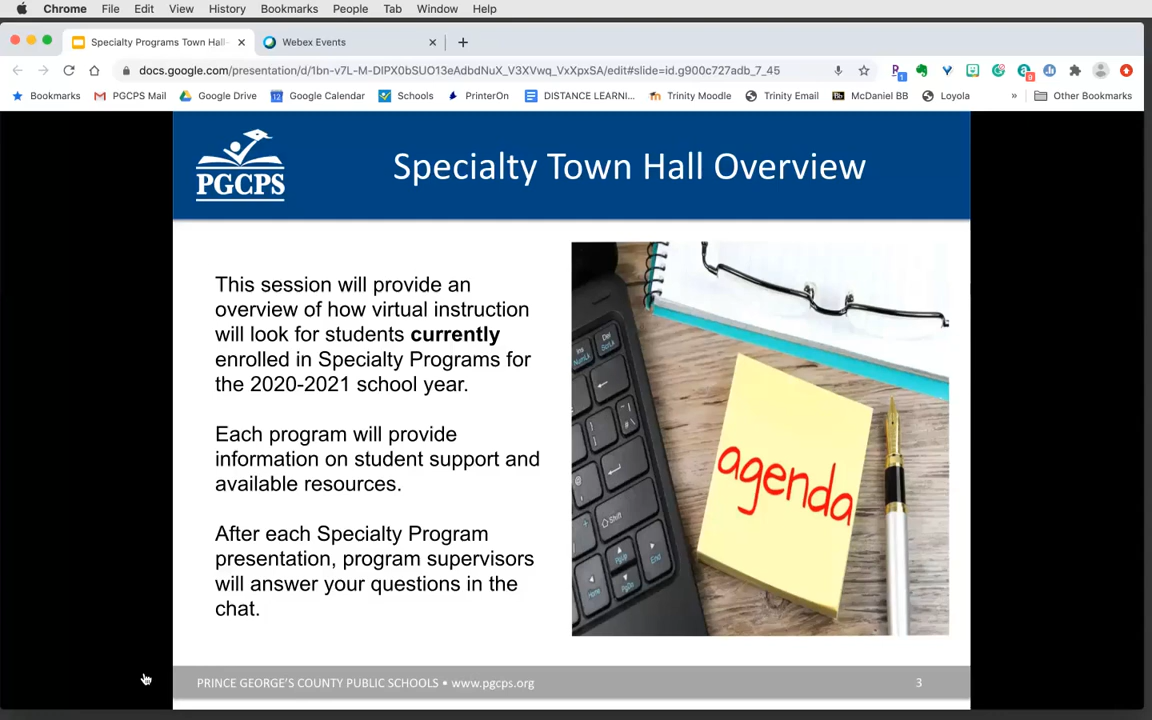 Chrome File Edit View History Bookmarks People Tab Window Help
Specialty Programs Town Hall- Webex Events
docs.google.com/presentation/d/1bn-v7L-M-DIPX0bSUO13eAdbdNuX_V3XVwq_VxXpxSA/edit#slide=id.g900c727adb_7_45
Bookmarks PGCPS Mail Google Drive Google Calendar Schools PrinterOn DISTANCE LEARNI... Trinity Moodle Trinity Email McDaniel BB Loyola » Other Bookmarks
PGCPS
Specialty Town Hall Overview
This session will provide an
overview of how virtual instruction
will look for students currently
enrolled in Specialty Programs for
the 2020-2021 school year.
Each program will provide
information on student support and
available resources.
After each Specialty Program
presentation, program supervisors
will answer your questions in the
chat.
agenda
Shift
End
Home
PRINCE GEORGE'S COUNTY PUBLIC SCHOOLS • www.pgcps.org 3